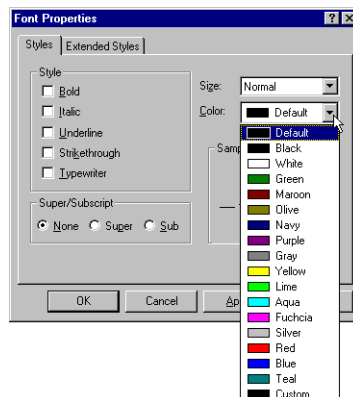 Font Properties
Styles
Extended Styles
Style
Bold
Italic
Underline
Strikethrough
Typewriter
Size: Normal
Color: Default
Super/Subscript
None Super Sub
OK Cancel
Default
Black
White
Green
Maroon
Olive
Navy
Purple
Gray
Yellow
Lime
Aqua
Fuchcia
Silver
Red
Blue
Teal
Custom